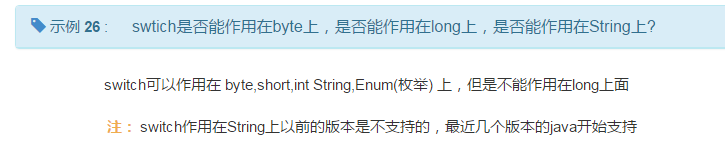 示例 26 : swtich是否能作用在byte上，是否能作用在long上，是否能作用在String上?
switch可以作用在 byte,short,int String,Enum(枚举) 上，但是不能作用在long上面
注： switch作用在String上以前的版本是不支持的，最近几个版本的java开始支持